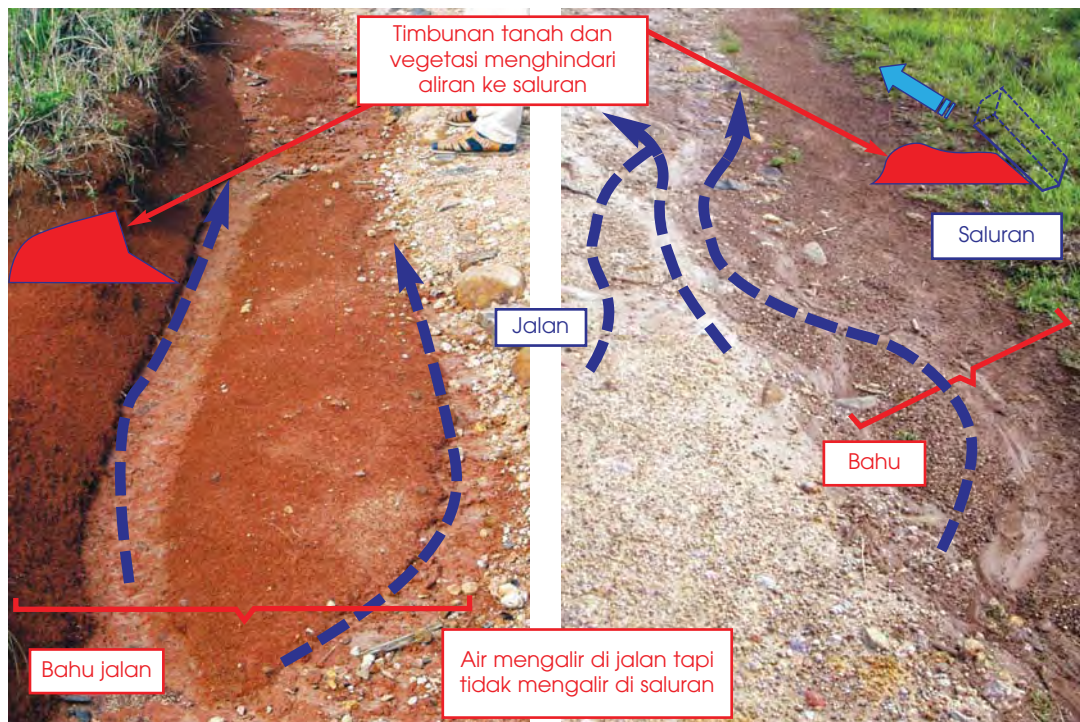 Timbunan tanah dan
vegetasi menghindari
aliran ke saluran
Saluran
Jalan
Bahu
Bahu jalan
Air mengalir di jalan tapi
tidak mengalir di saluran